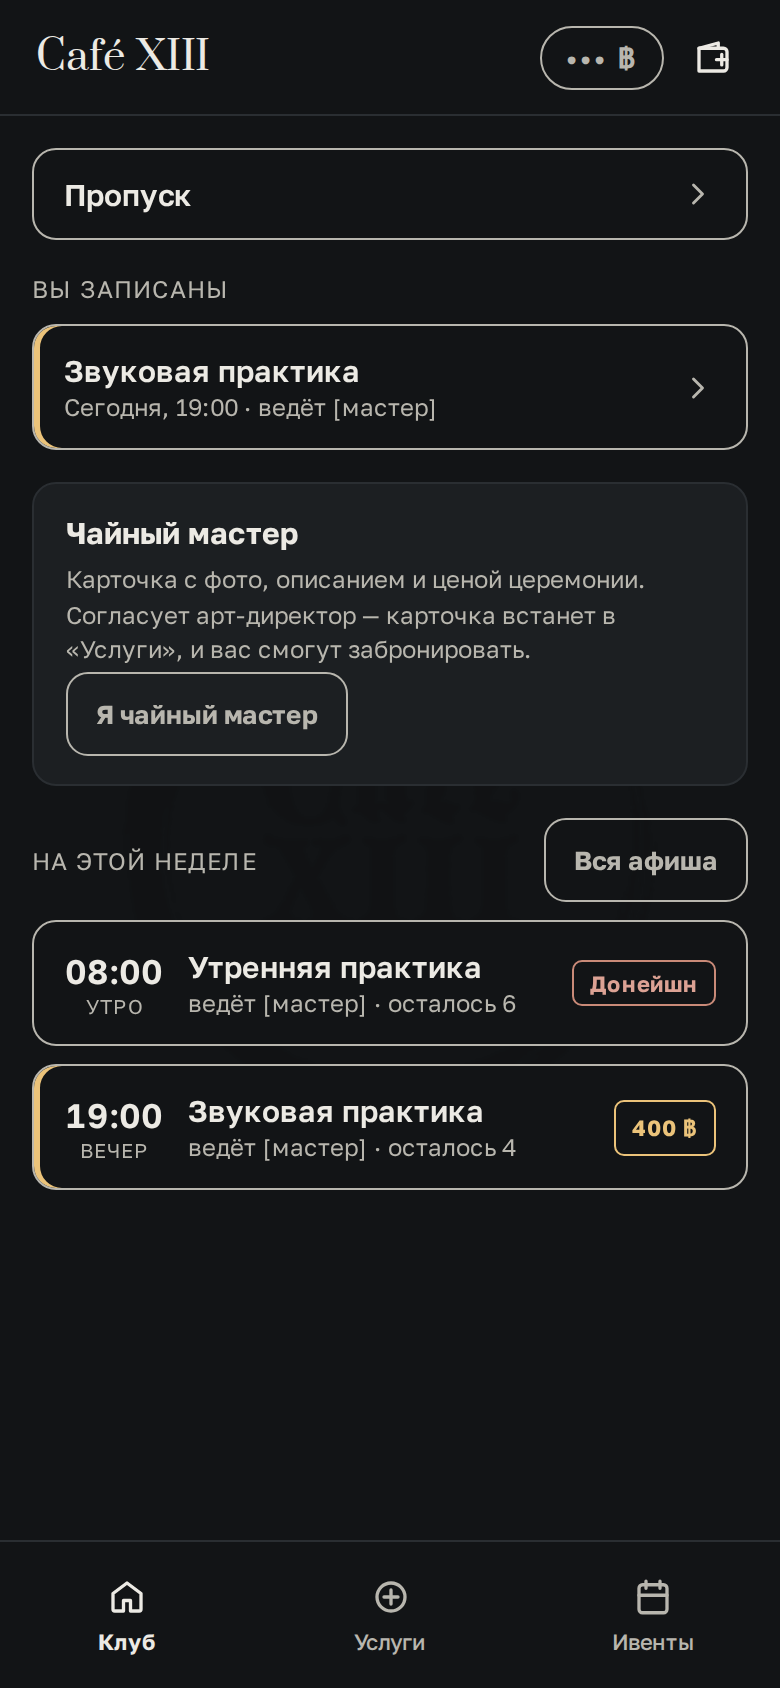 Café XIII
••• ฿
Пропуск
ВЫ ЗАПИСАНЫ
Звуковая практика
Сегодня, 19:00 · ведёт [мастер]
Чайный мастер
Карточка с фото, описанием и ценой церемонии.
Согласует арт-директор — карточка встанет в
«Услуги», и вас смогут забронировать.
Я чайный мастер
НА ЭТОЙ НЕДЕЛЕ
Вся афиша
08:00
УТРО
Утренняя практика
ведёт [мастер] · осталось 6
Донейшн
19:00
ВЕЧЕР
Звуковая практика
ведёт [мастер] · осталось 4
400 ฿
Клуб
Услуги
Ивенты